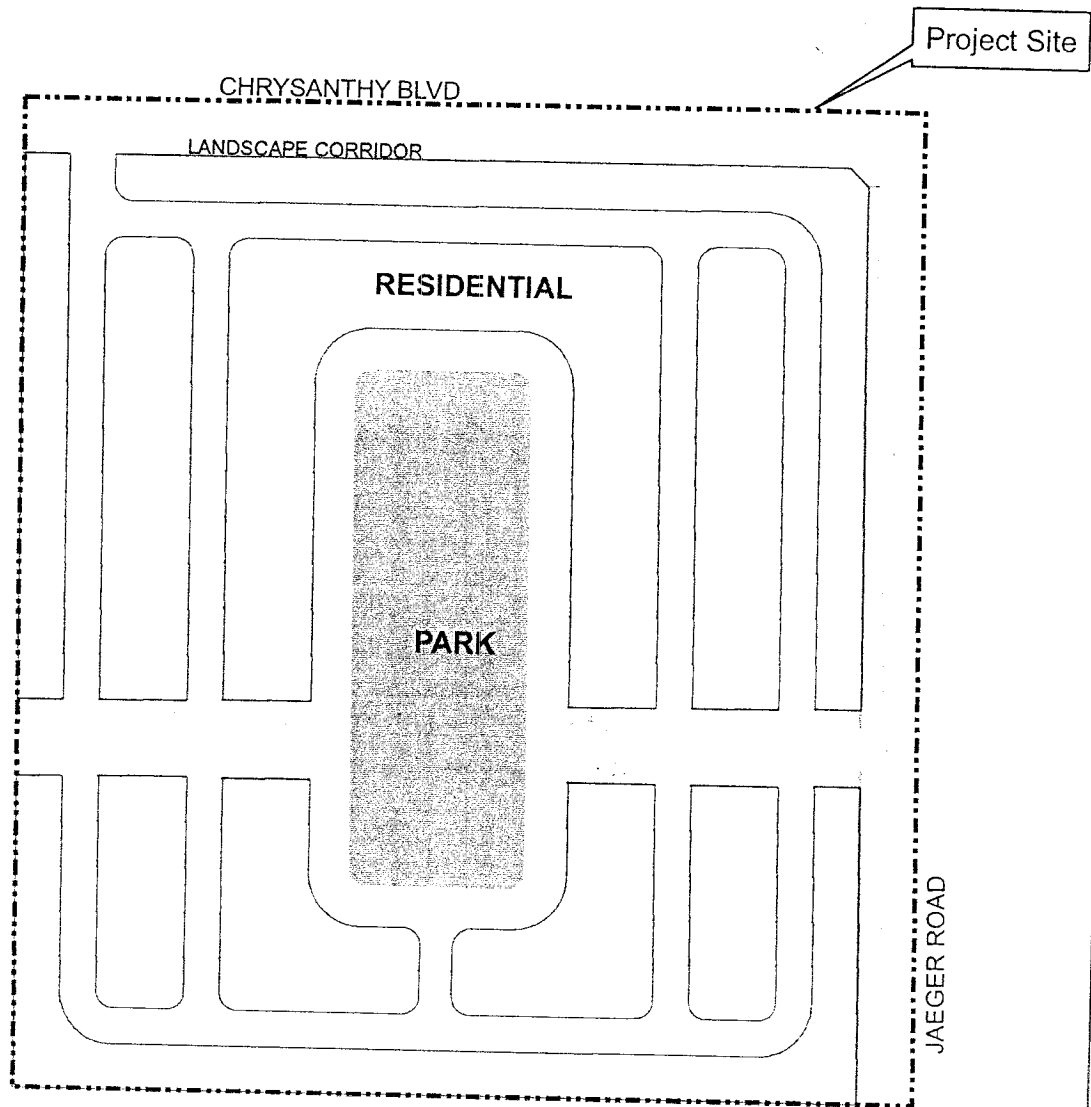 Project Site
CHRYSANTHY BLVD
LANDSCAPE CORRIDOR
RESIDENTIAL
PARK
JAEGER ROAD